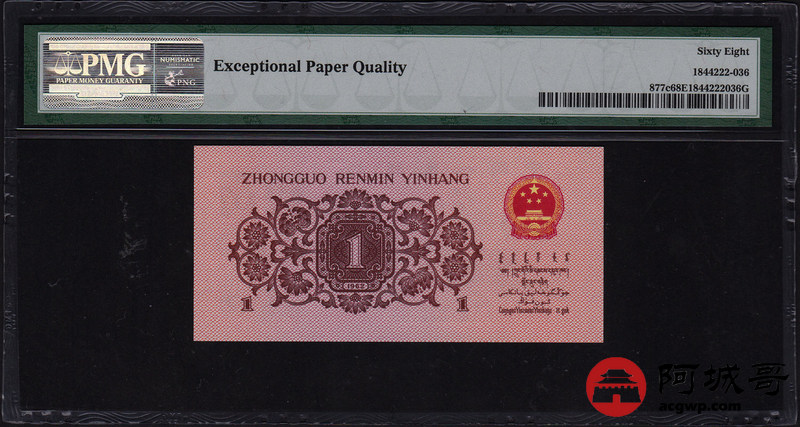 PMG
PAPER MONEY GUARANTY
NUMISMATIC
PNG
Exceptional Paper Quality
Sixty Eight
1844222-036
877c68E1844222036G
ZHONGGUO RENMIN YINHANG
1
1962
1
1
阿城哥
acgwp.com